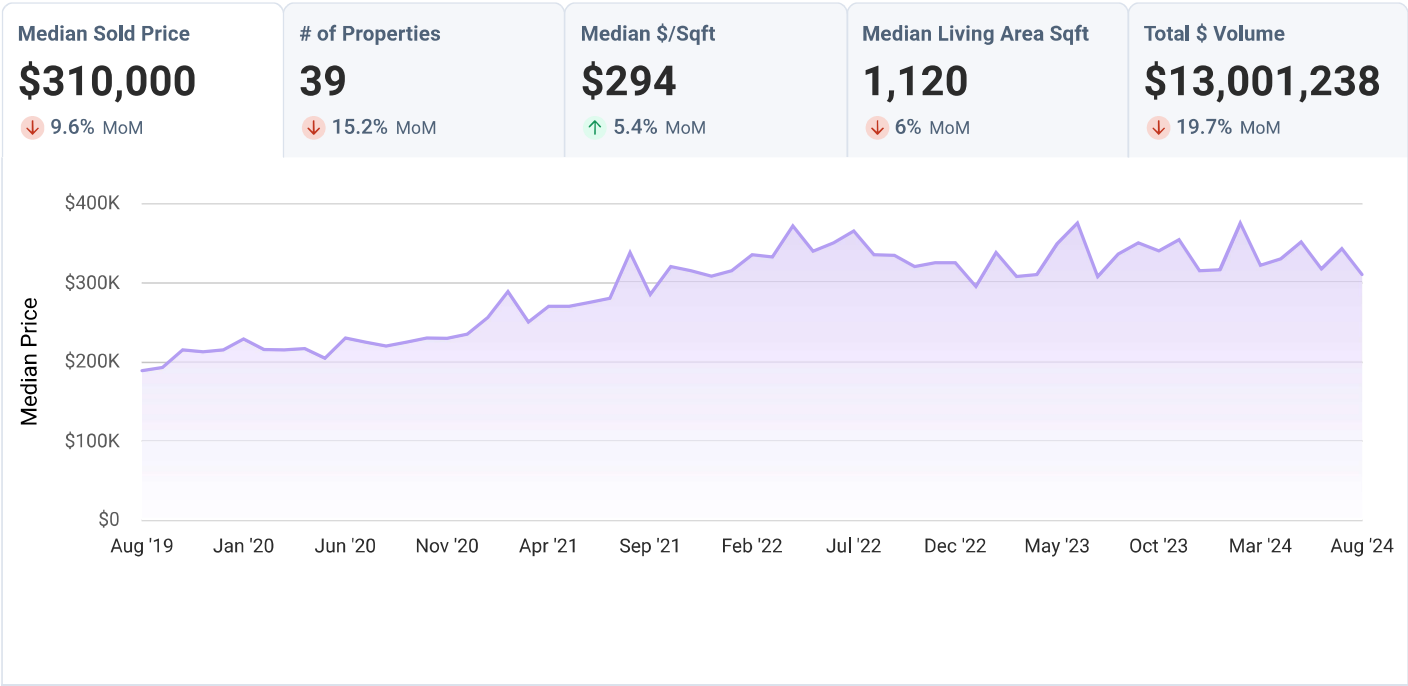 Median Sold Price
$310,000
9.6% MoM
# of Properties
39
15.2% MoM
Median $/Sqft
$294
5.4% MoM
Median Living Area Sqft
1,120
6% MoM
Total $ Volume
$13,001,238
19.7% MoM
Median Price
$400K
$300K
$200K
$100K
$0
Aug '19 Jan '20 Jun '20 Nov '20 Apr '21 Sep '21 Feb '22 Jul '22 Dec '22 May '23 Oct '23 Mar '24 Aug '24